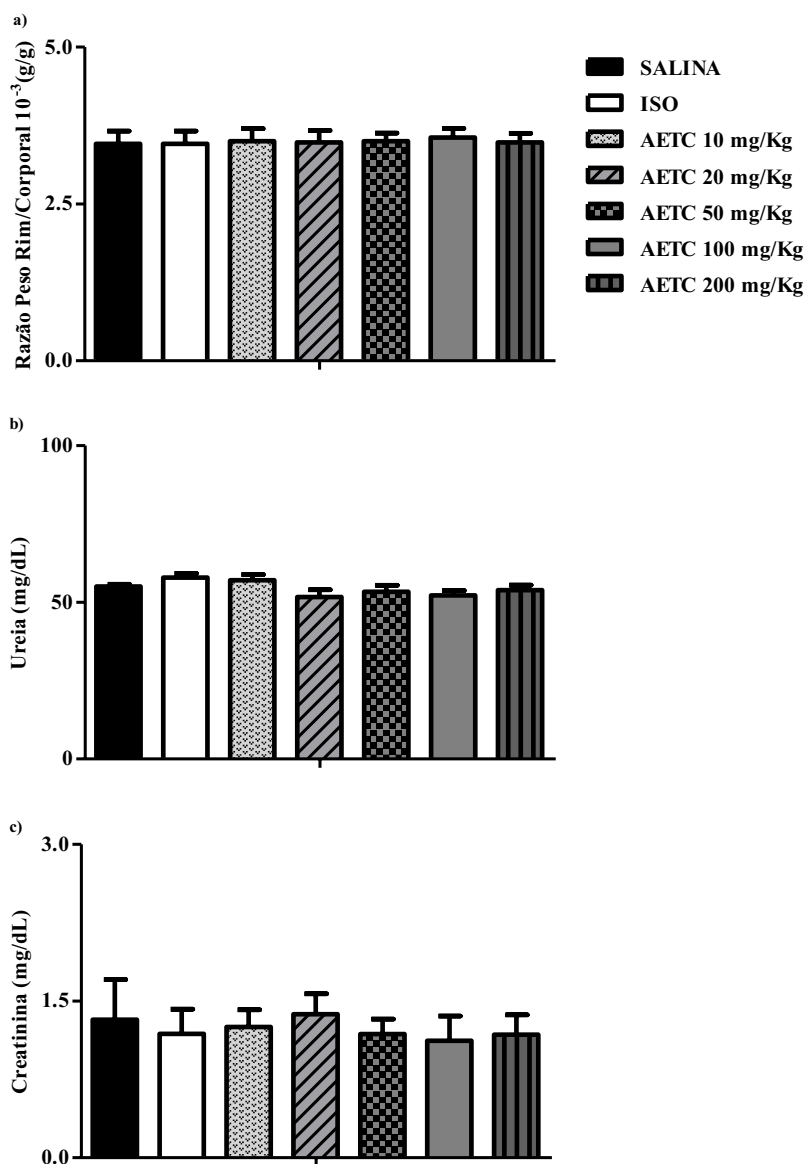 a)
Razão Peso Rim/Corporal 10⁻³(g/g)
5.0
2.5
0.0
SALINA
ISO
AETC 10 mg/Kg
AETC 20 mg/Kg
AETC 50 mg/Kg
AETC 100 mg/Kg
AETC 200 mg/Kg
b)
Ureia (mg/dL)
100
50
0
c)
Creatinina (mg/dL)
3.0
1.5
0.0